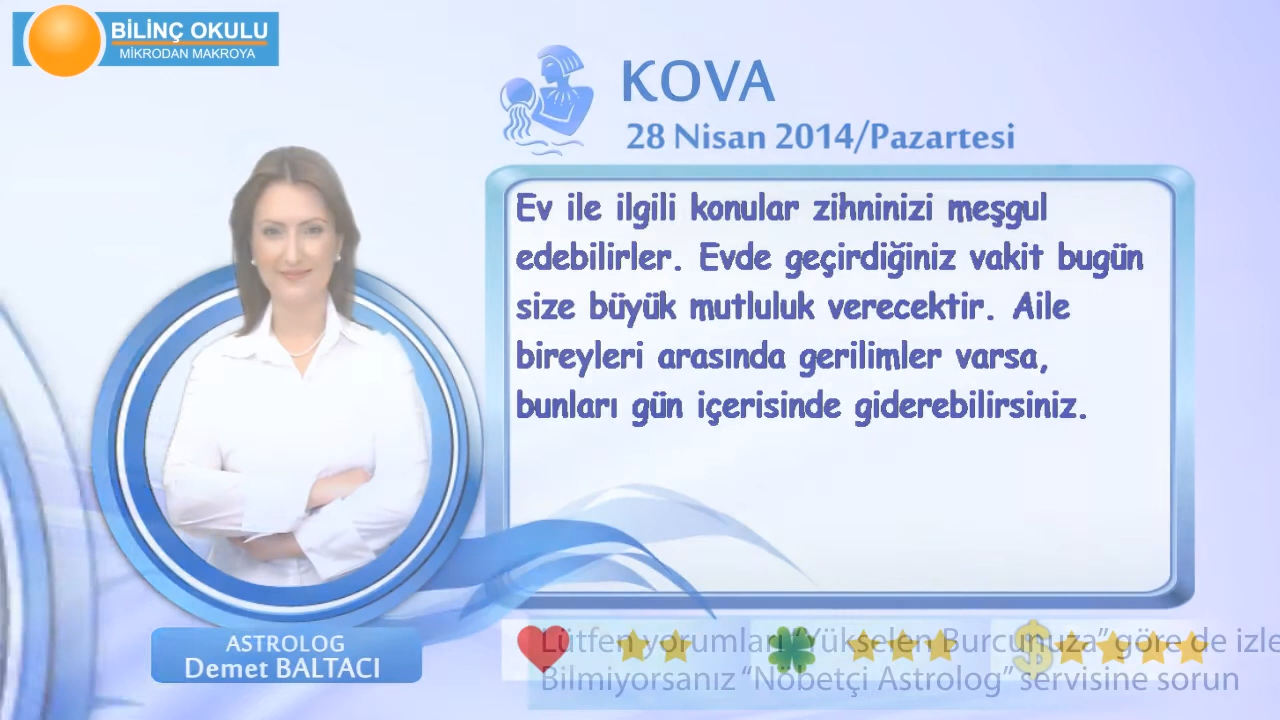 BİLİNÇ OKULU
MİKRODAN MAKROYA
KOVA
28 Nisan 2014/Pazartesi
Ev ile ilgili konular zihninizi meşgul
edebilirler. Evde geçirdiğiniz vakit bugün
size büyük mutluluk verecektir. Aile
bireyleri arasında gerilimler varsa,
bunları gün içerisinde giderebilirsiniz.
ASTROLOG
Demet BALTACI
Lütfen yorumları "Yükselen Burcunuza" göre de izle
Bilmiyorsanız "Nöbetçi Astrolog" servisine sorun